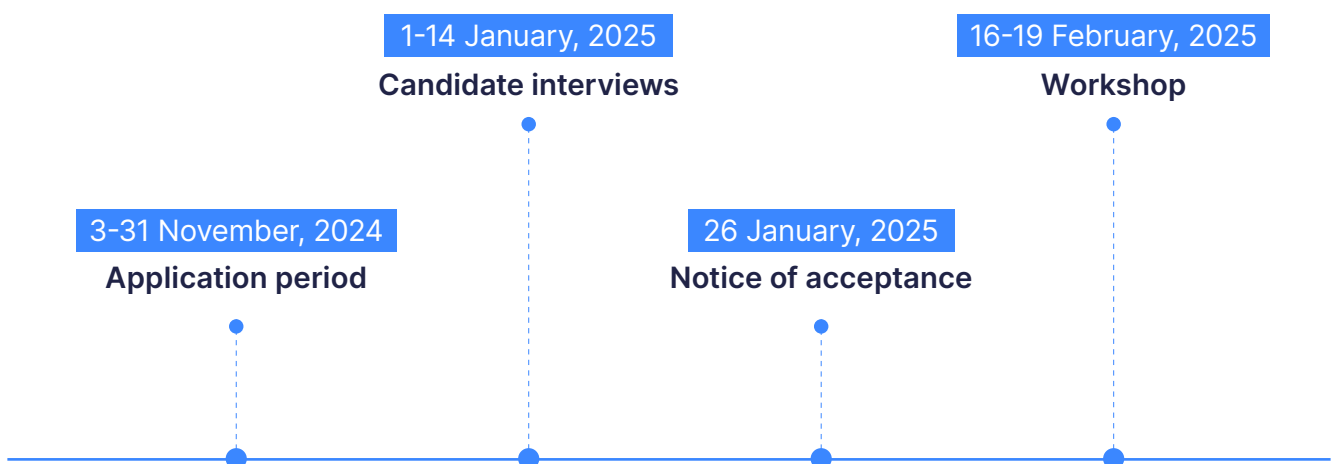 1-14 January, 2025
Candidate interviews
16-19 February, 2025
Workshop
3-31 November, 2024
Application period
26 January, 2025
Notice of acceptance